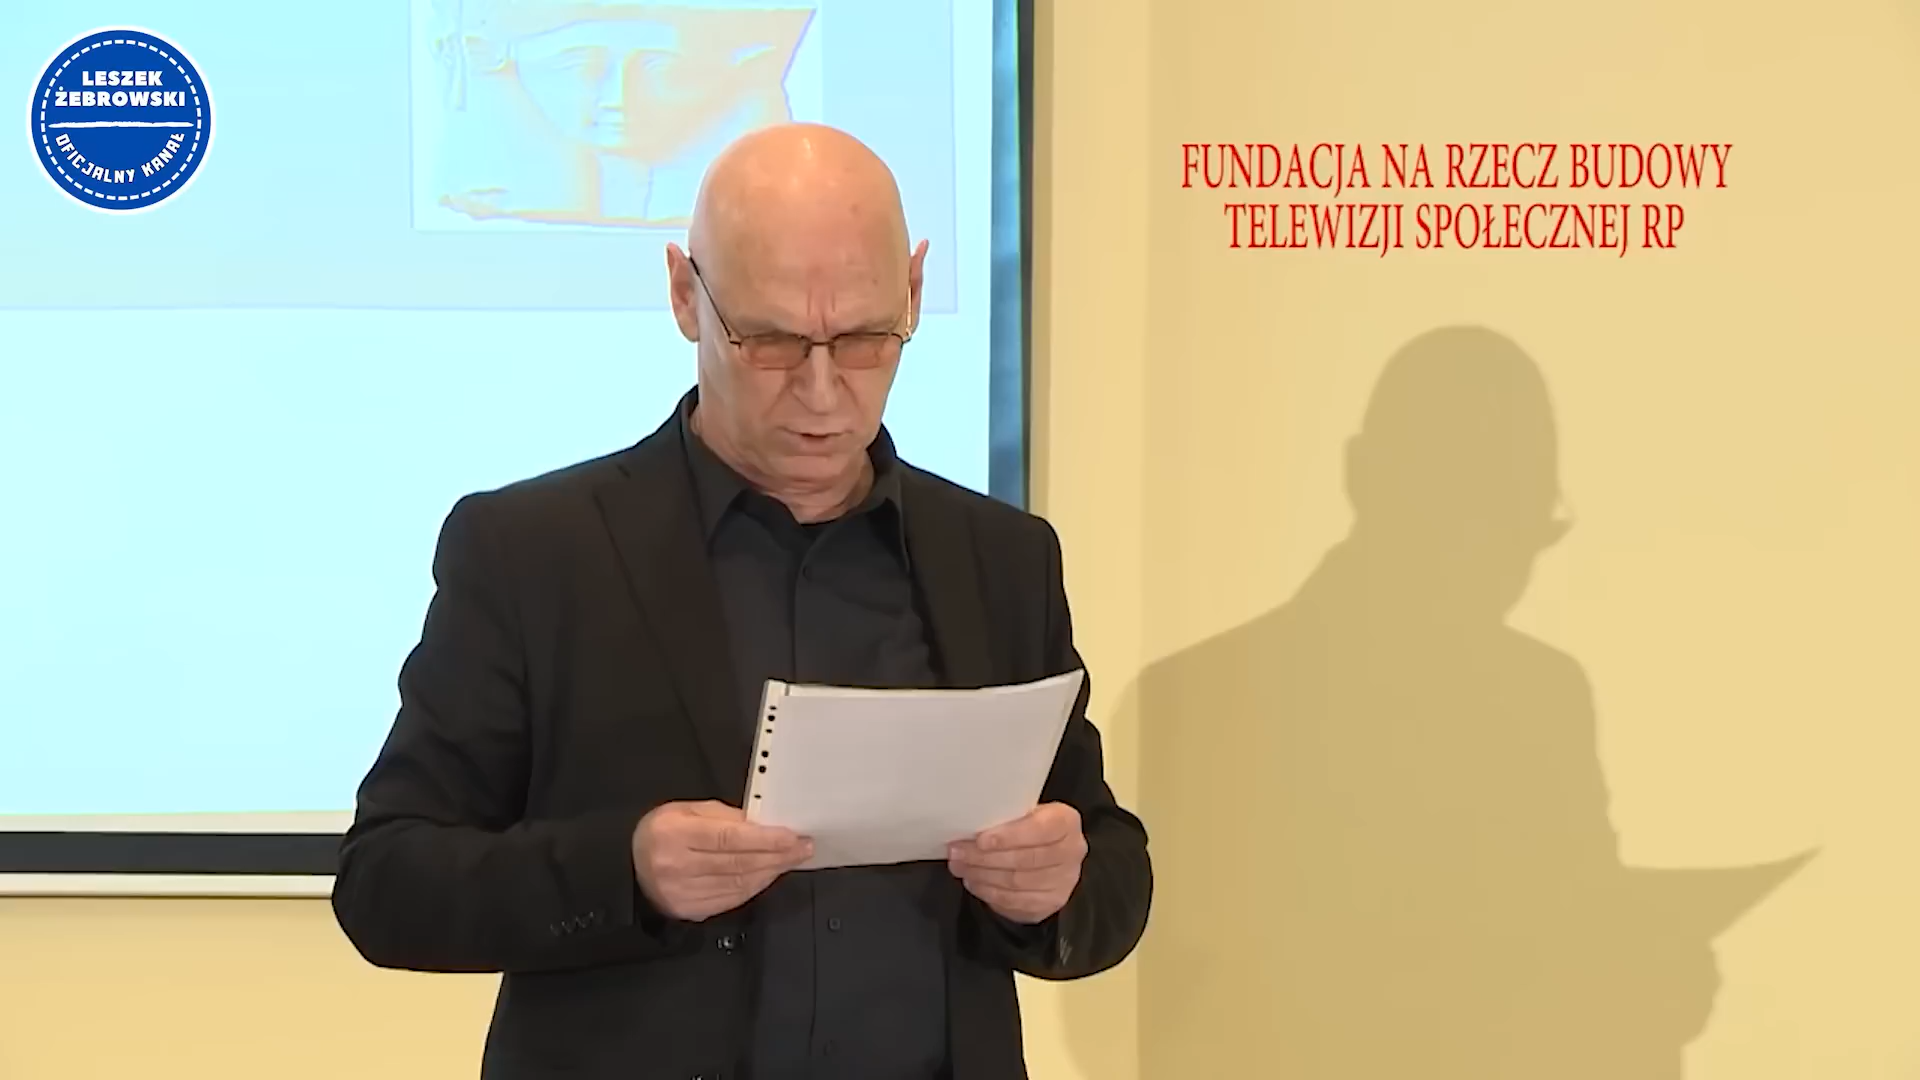 LESZEK
ŻEBROWSKI
OFICJALNY KANAŁ
FUNDACJA NA RZECZ BUDOWY
TELEWIZJI SPOŁECZNEJ RP